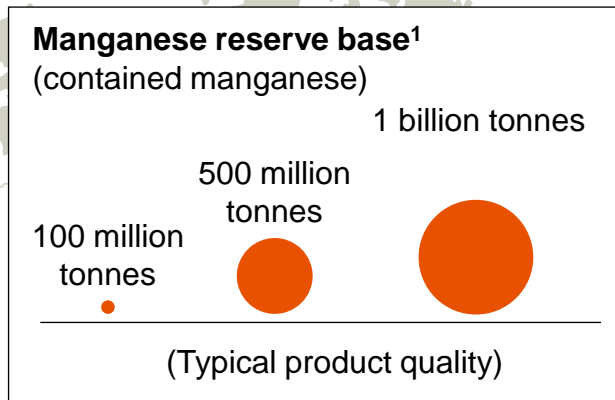 Manganese reserve base¹
(contained manganese)
1 billion tonnes
500 million
tonnes
100 million
tonnes
(Typical product quality)